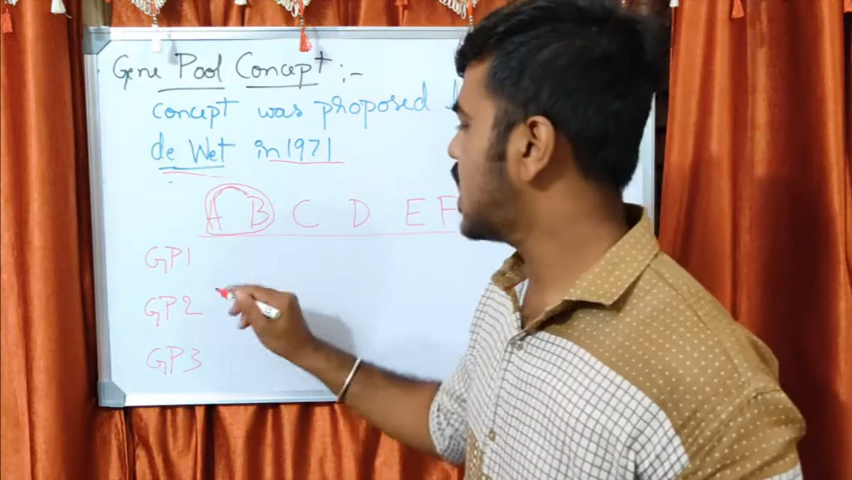 Gene Pool Concept :-
concept was proposed
de Wet in 1971
A B C D E F
GP1
GP2
GP3